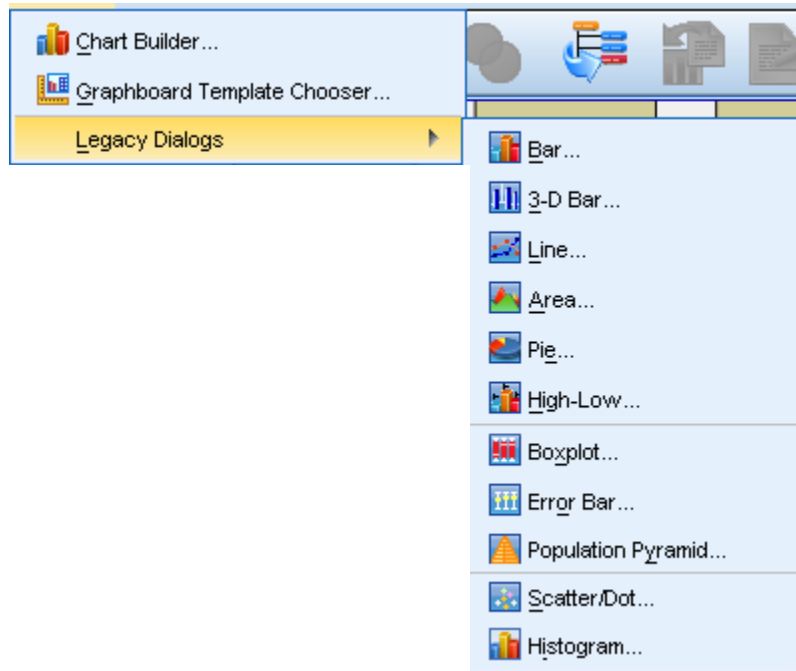 Chart Builder...
Graphboard Template Chooser...
Legacy Dialogs
Bar...
3-D Bar...
Line...
Area...
Pie...
High-Low...
Boxplot...
Error Bar...
Population Pyramid...
Scatter/Dot...
Histogram...